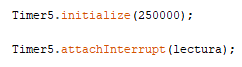 Timer5.initialize(250000);
Timer5.attachInterrupt(lectura);